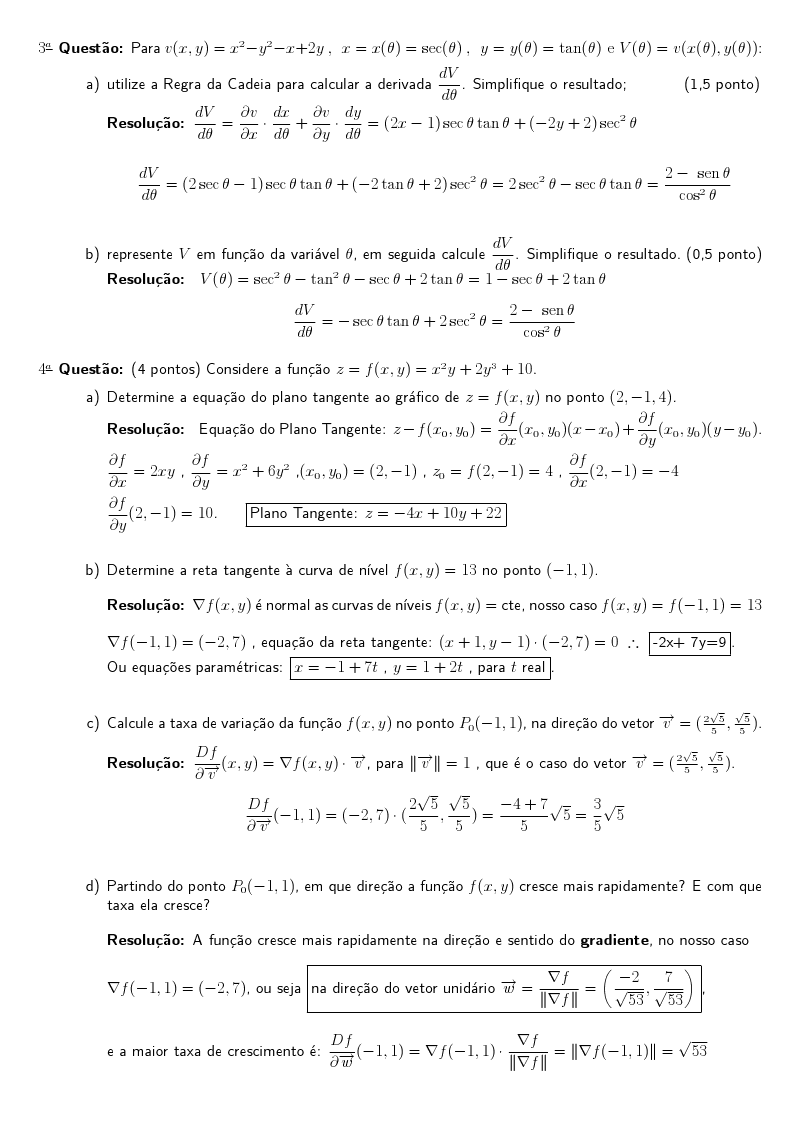 3ª Questão: Para v(x, y) = x²−y²−x+2y , x = x(θ) = sec(θ) , y = y(θ) = tan(θ) e V(θ) = v(x(θ), y(θ)):
a) utilize a Regra da Cadeia para calcular a derivada dV/dθ. Simplifique o resultado; (1,5 ponto)
Resolução: dV/dθ = ∂v/∂x · dx/dθ + ∂v/∂y · dy/dθ = (2x − 1) sec θ tan θ + (−2y + 2) sec² θ
dV/dθ = (2 sec θ − 1) sec θ tan θ + (−2 tan θ + 2) sec² θ = 2 sec² θ − sec θ tan θ = (2 − sen θ)/(cos² θ)
b) represente V em função da variável θ, em seguida calcule dV/dθ. Simplifique o resultado. (0,5 ponto)
Resolução: V(θ) = sec² θ − tan² θ − sec θ + 2 tan θ = 1 − sec θ + 2 tan θ
dV/dθ = − sec θ tan θ + 2 sec² θ = (2 − sen θ)/(cos² θ)
4ª Questão: (4 pontos) Considere a função z = f(x, y) = x²y + 2y³ + 10.
a) Determine a equação do plano tangente ao gráfico de z = f(x, y) no ponto (2, −1, 4).
Resolução: Equação do Plano Tangente: z − f(x₀, y₀) = ∂f/∂x (x₀, y₀)(x − x₀) + ∂f/∂y (x₀, y₀)(y − y₀).
∂f/∂x = 2xy , ∂f/∂y = x² + 6y² ,(x₀, y₀) = (2, −1) , z₀ = f(2, −1) = 4 , ∂f/∂x (2, −1) = −4
∂f/∂y (2, −1) = 10. Plano Tangente: z = −4x + 10y + 22
b) Determine a reta tangente à curva de nível f(x, y) = 13 no ponto (−1, 1).
Resolução: ∇f(x, y) é normal as curvas de níveis f(x, y) = cte, nosso caso f(x, y) = f(−1, 1) = 13
∇f(−1, 1) = (−2, 7) , equação da reta tangente: (x + 1, y − 1) · (−2, 7) = 0 ∴ -2x+ 7y=9.
Ou equações paramétricas: x = −1 + 7t , y = 1 + 2t , para t real.
c) Calcule a taxa de variação da função f(x, y) no ponto P₀(−1, 1), na direção do vetor v⃗ = (2√5/5, √5/5).
Resolução: Df/∂v⃗ (x, y) = ∇f(x, y) · v⃗, para ‖v⃗‖ = 1 , que é o caso do vetor v⃗ = (2√5/5, √5/5).
Df/∂v⃗ (−1, 1) = (−2, 7) · (2√5/5, √5/5) = (−4 + 7)/5 √5 = 3/5 √5
d) Partindo do ponto P₀(−1, 1), em que direção a função f(x, y) cresce mais rapidamente? E com que
taxa ela cresce?
Resolução: A função cresce mais rapidamente na direção e sentido do gradiente, no nosso caso
∇f(−1, 1) = (−2, 7), ou seja na direção do vetor unidário w⃗ = ∇f/‖∇f‖ = (−2/√53, 7/√53) ,
e a maior taxa de crescimento é: Df/∂w⃗ (−1, 1) = ∇f(−1, 1) · ∇f/‖∇f‖ = ‖∇f(−1, 1)‖ = √53